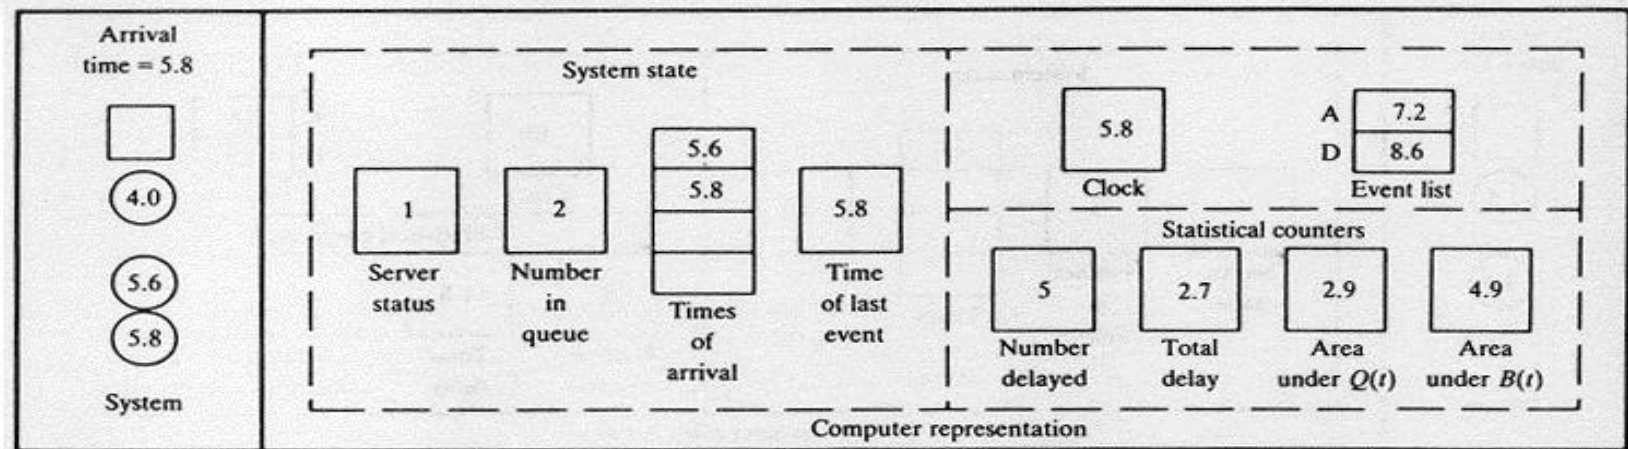 Arrival
time = 5.8
4.0
5.6
5.8
System
System state
1
Server
status
2
Number
in
queue
5.6
5.8
Times
of
arrival
5.8
Time
of last
event
5.8
Clock
A 7.2
D 8.6
Event list
Statistical counters
5
Number
delayed
2.7
Total
delay
2.9
Area
under Q(t)
4.9
Area
under B(t)
Computer representation